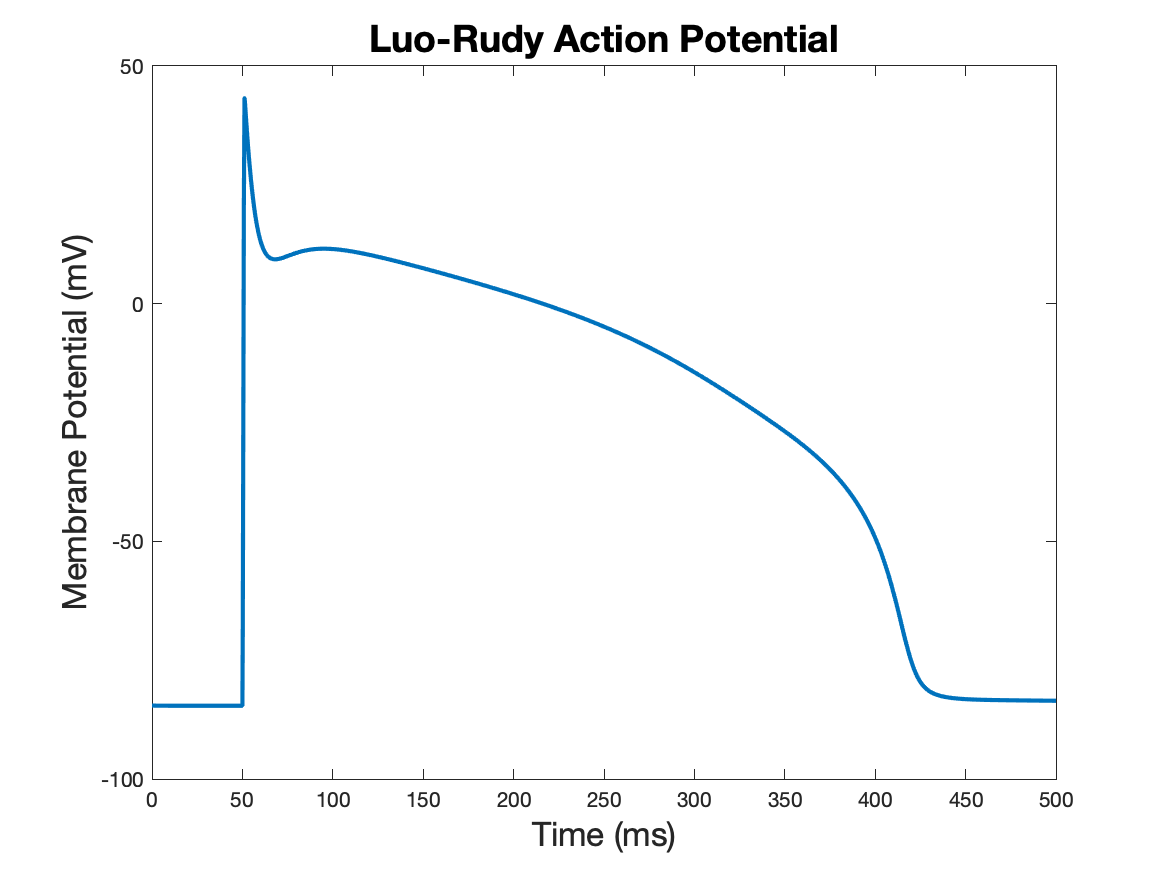 Luo-Rudy Action Potential
50
0
-50
-100
Membrane Potential (mV)
0 50 100 150 200 250 300 350 400 450 500
Time (ms)